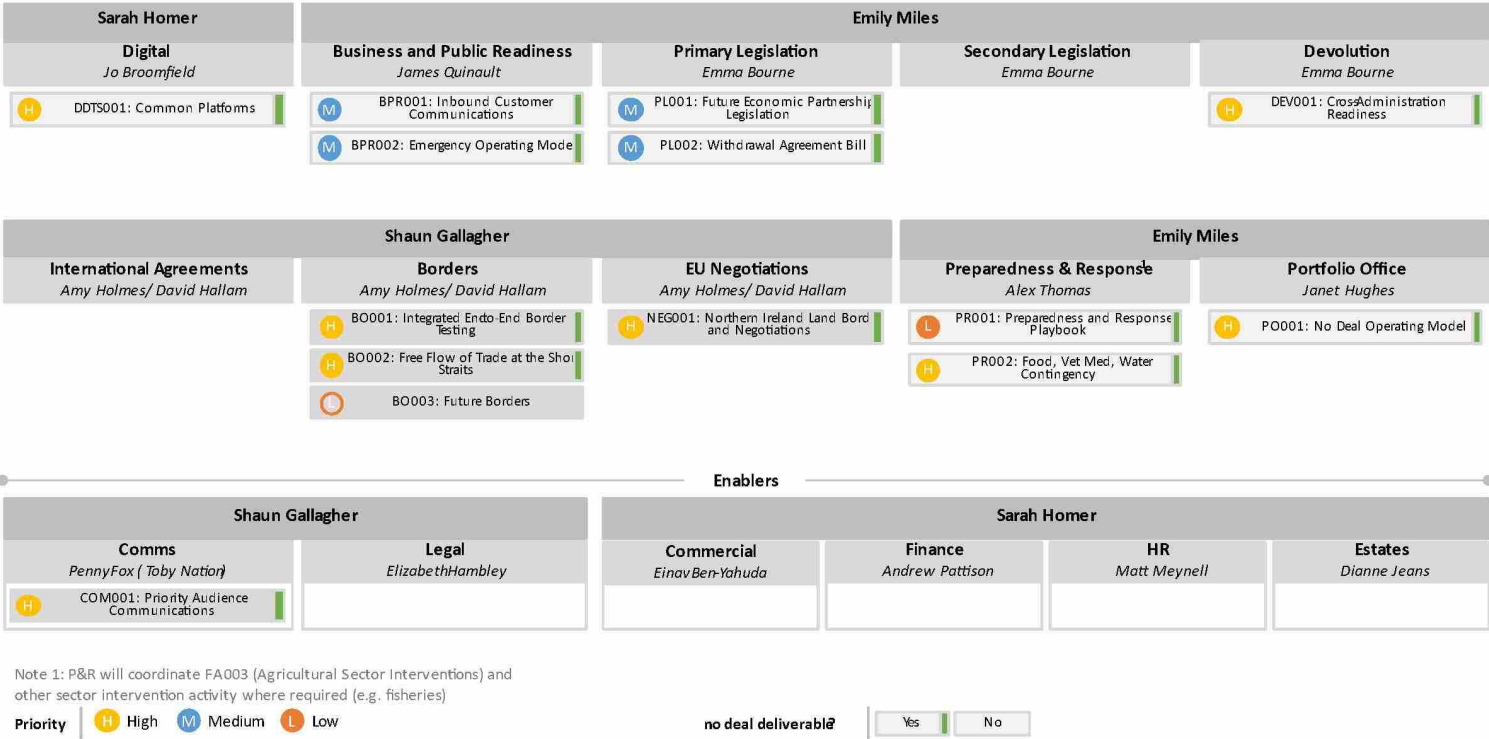 Sarah Homer
Emily Miles
Digital
Jo Broomfield
Business and Public Readiness
James Quinault
Primary Legislation
Emma Bourne
Secondary Legislation
Emma Bourne
Devolution
Emma Bourne
H
DDTS001: Common Platforms
M
BPR001: Inbound Customer
Communications
M
BPR002: Emergency Operating Mode
M
PL001: Future Economic Partnership
Legislation
M
PL002: Withdrawal Agreement Bill
H
DEV001: CrossAdministration
Readiness
Shaun Gallagher
Emily Miles
International Agreements
Amy Holmes/ David Hallam
Borders
Amy Holmes/ David Hallam
EU Negotiations
Amy Holmes/ David Hallam
Preparedness & Response1
Alex Thomas
Portfolio Office
Janet Hughes
H
BO001: Integrated Endto-End Border
Testing
H
BO002: Free Flow of Trade at the Shor
Straits
L
BO003: Future Borders
H
NEG001: Northern Ireland Land Bord
and Negotiations
L
PR001: Preparedness and Response
Playbook
H
PR002: Food, Vet Med, Water
Contingency
H
PO001: No Deal Operating Model
Enablers
Shaun Gallagher
Sarah Homer
Comms
PennyFox ( Toby Nation)
Legal
ElizabethHambley
Commercial
EinavBen-Yahuda
Finance
Andrew Pattison
HR
Matt Meynell
Estates
Dianne Jeans
H
COM001: Priority Audience
Communications
Note 1: P&R will coordinate FA003 (Agricultural Sector Interventions) and
other sector intervention activity where required (e.g. fisheries)
Priority
H High
M Medium
L Low
no deal deliverable?
Yes
No